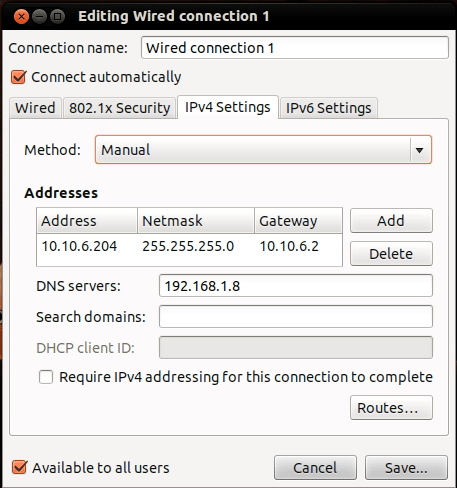 Editing Wired connection 1
Connection name: Wired connection 1
Connect automatically
Wired 802.1x Security IPv4 Settings IPv6 Settings
Method: Manual
Addresses
Address Netmask Gateway Add
10.10.6.204 255.255.255.0 10.10.6.2
Delete
DNS servers: 192.168.1.8
Search domains:
DHCP client ID:
Require IPv4 addressing for this connection to complete
Routes…
Available to all users Cancel Save...